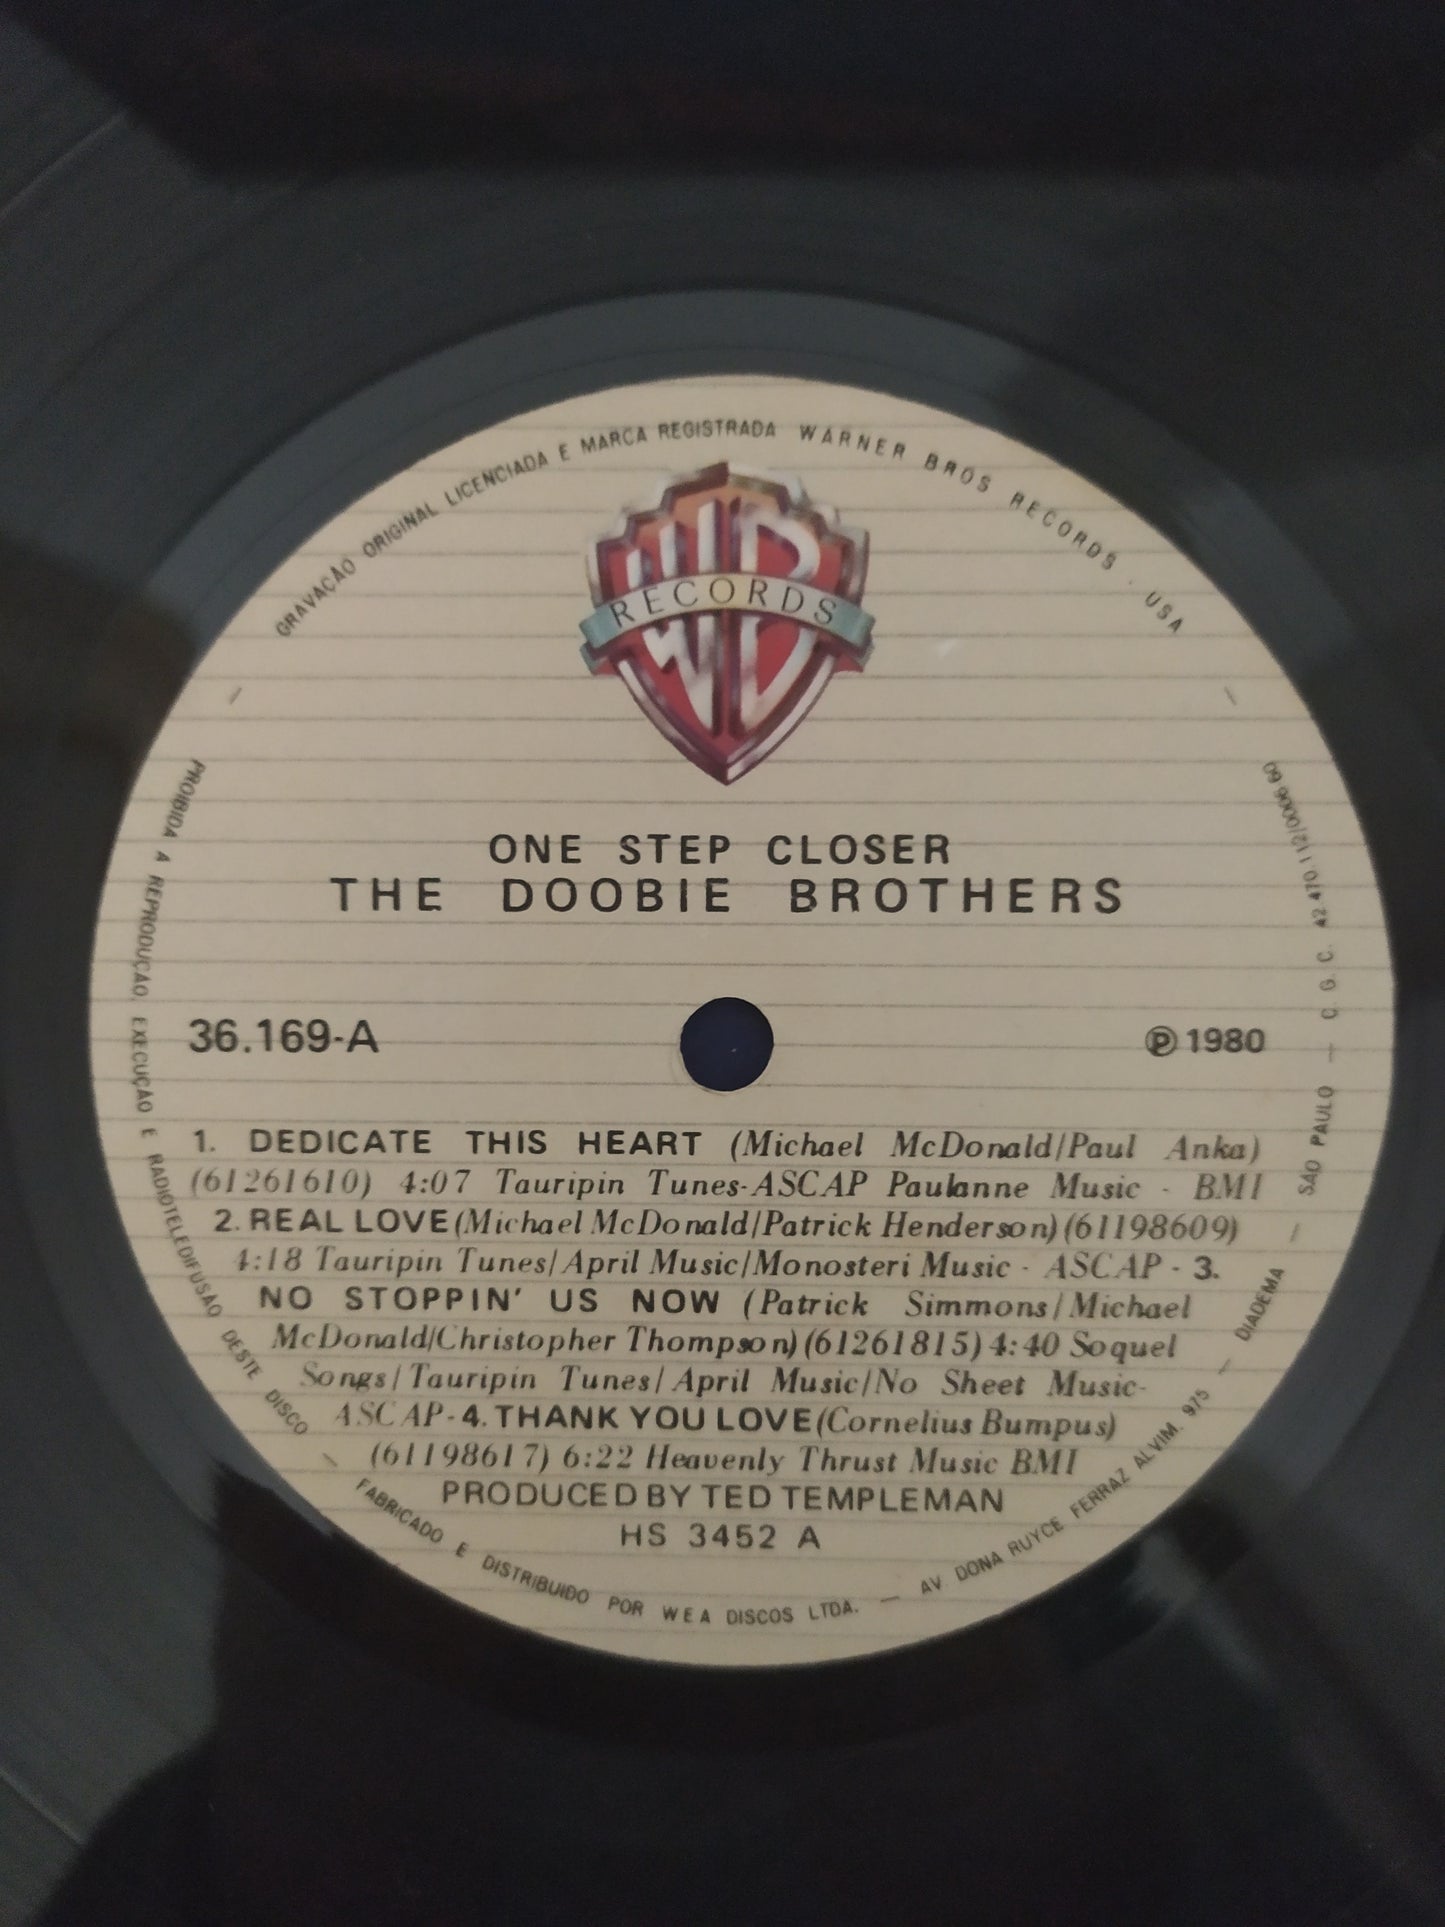 GRAVAÇÃO ORIGINAL LICENCIADA E MARCA REGISTRADA WARNER BROS RECORDS · USA
RECORDS
ONE STEP CLOSER
THE DOOBIE BROTHERS
36.169-A
℗ 1980
1. DEDICATE THIS HEART (Michael McDonald/Paul Anka)
(61261610) 4:07 Tauripin Tunes-ASCAP Paulanne Music - BMI
2. REAL LOVE (Michael McDonald/Patrick Henderson) (61198609)
4:18 Tauripin Tunes/April Music/Monosteri Music - ASCAP - 3.
NO STOPPIN' US NOW (Patrick Simmons/Michael
McDonald/Christopher Thompson) (61261815) 4:40 Soquel
Songs/Tauripin Tunes/April Music/No Sheet Music-
ASCAP-4. THANK YOU LOVE (Cornelius Bumpus)
(61198617) 6:22 Heavenly Thrust Music BMI
PRODUCED BY TED TEMPLEMAN
HS 3452 A
PROIBIDA A REPRODUÇÃO, EXECUÇÃO E RADIOTELEDIFUSÃO DESTE DISCO — FABRICADO E DISTRIBUIDO POR WEA DISCOS LTDA. — AV DONA RUYCE FERRAZ ALVIM, 975 — DIADEMA — SÃO PAULO — C. G. C. 42.470.112/0006 60